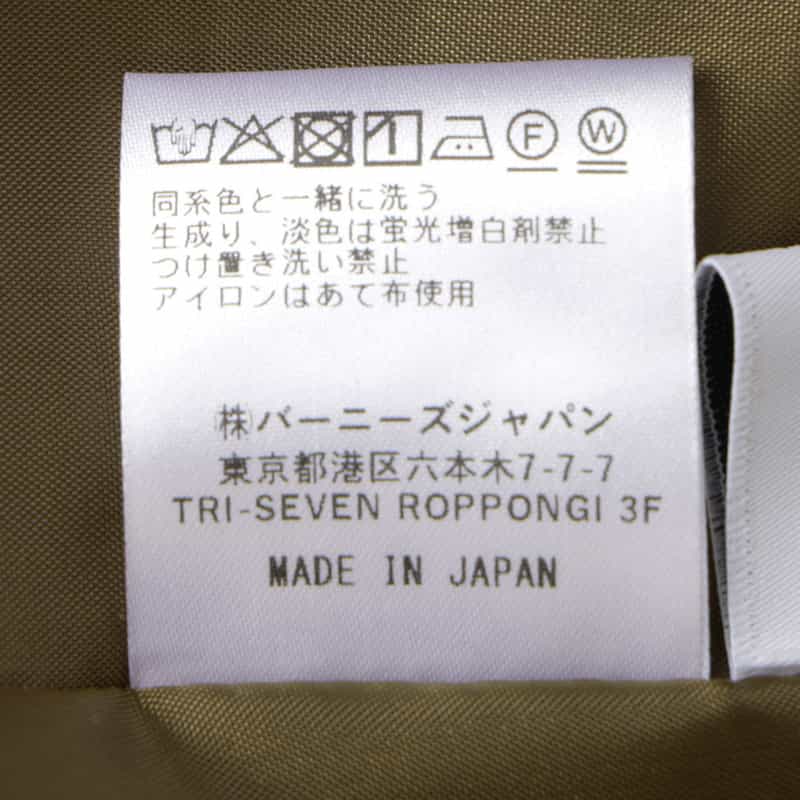 F W
同系色と一緒に洗う
生成り、淡色は蛍光増白剤禁止
つけ置き洗い禁止
アイロンはあて布使用
㈱バーニーズジャパン
東京都港区六本木7-7-7
TRI-SEVEN ROPPONGI 3F
MADE IN JAPAN